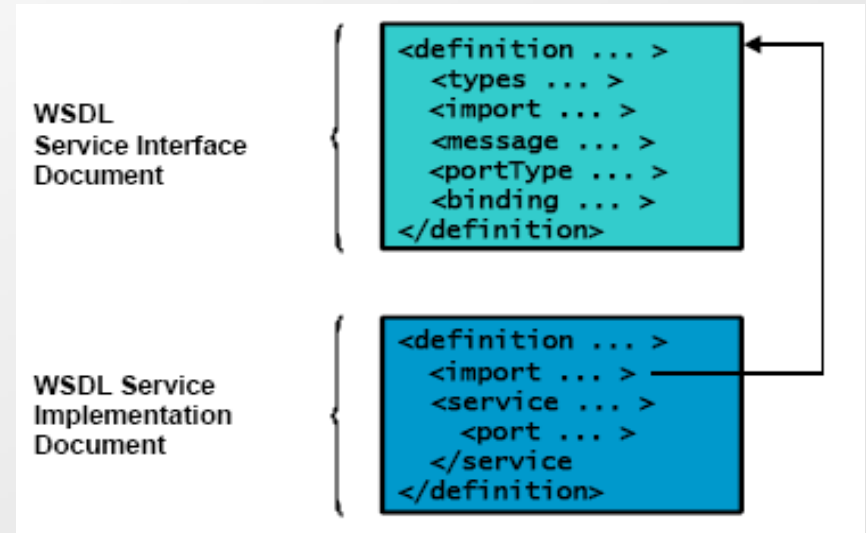 WSDL
Service Interface
Document
<definition ... >
<types ... >
<import ... >
<message ... >
<portType ... >
<binding ... >
</definition>
WSDL Service
Implementation
Document
<definition ... >
<import ... >
<service ... >
<port ... >
</service
</definition>